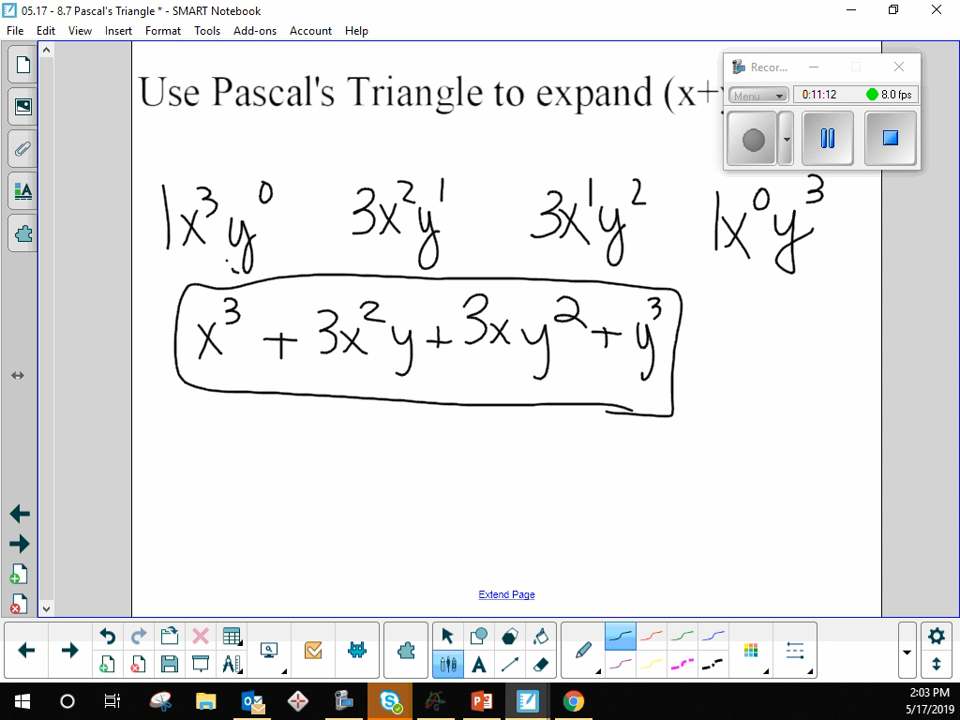 05.17 - 8.7 Pascal's Triangle * - SMART Notebook
File Edit View Insert Format Tools Add-ons Account Help
Recor...
Menu 0:11:12 8.0 fps
Use Pascal's Triangle to expand (x+
1x³y⁰ 3x²y¹ 3x¹y² 1x⁰y³
x³ + 3x²y + 3xy² + y³
Extend Page
2:03 PM
5/17/2019